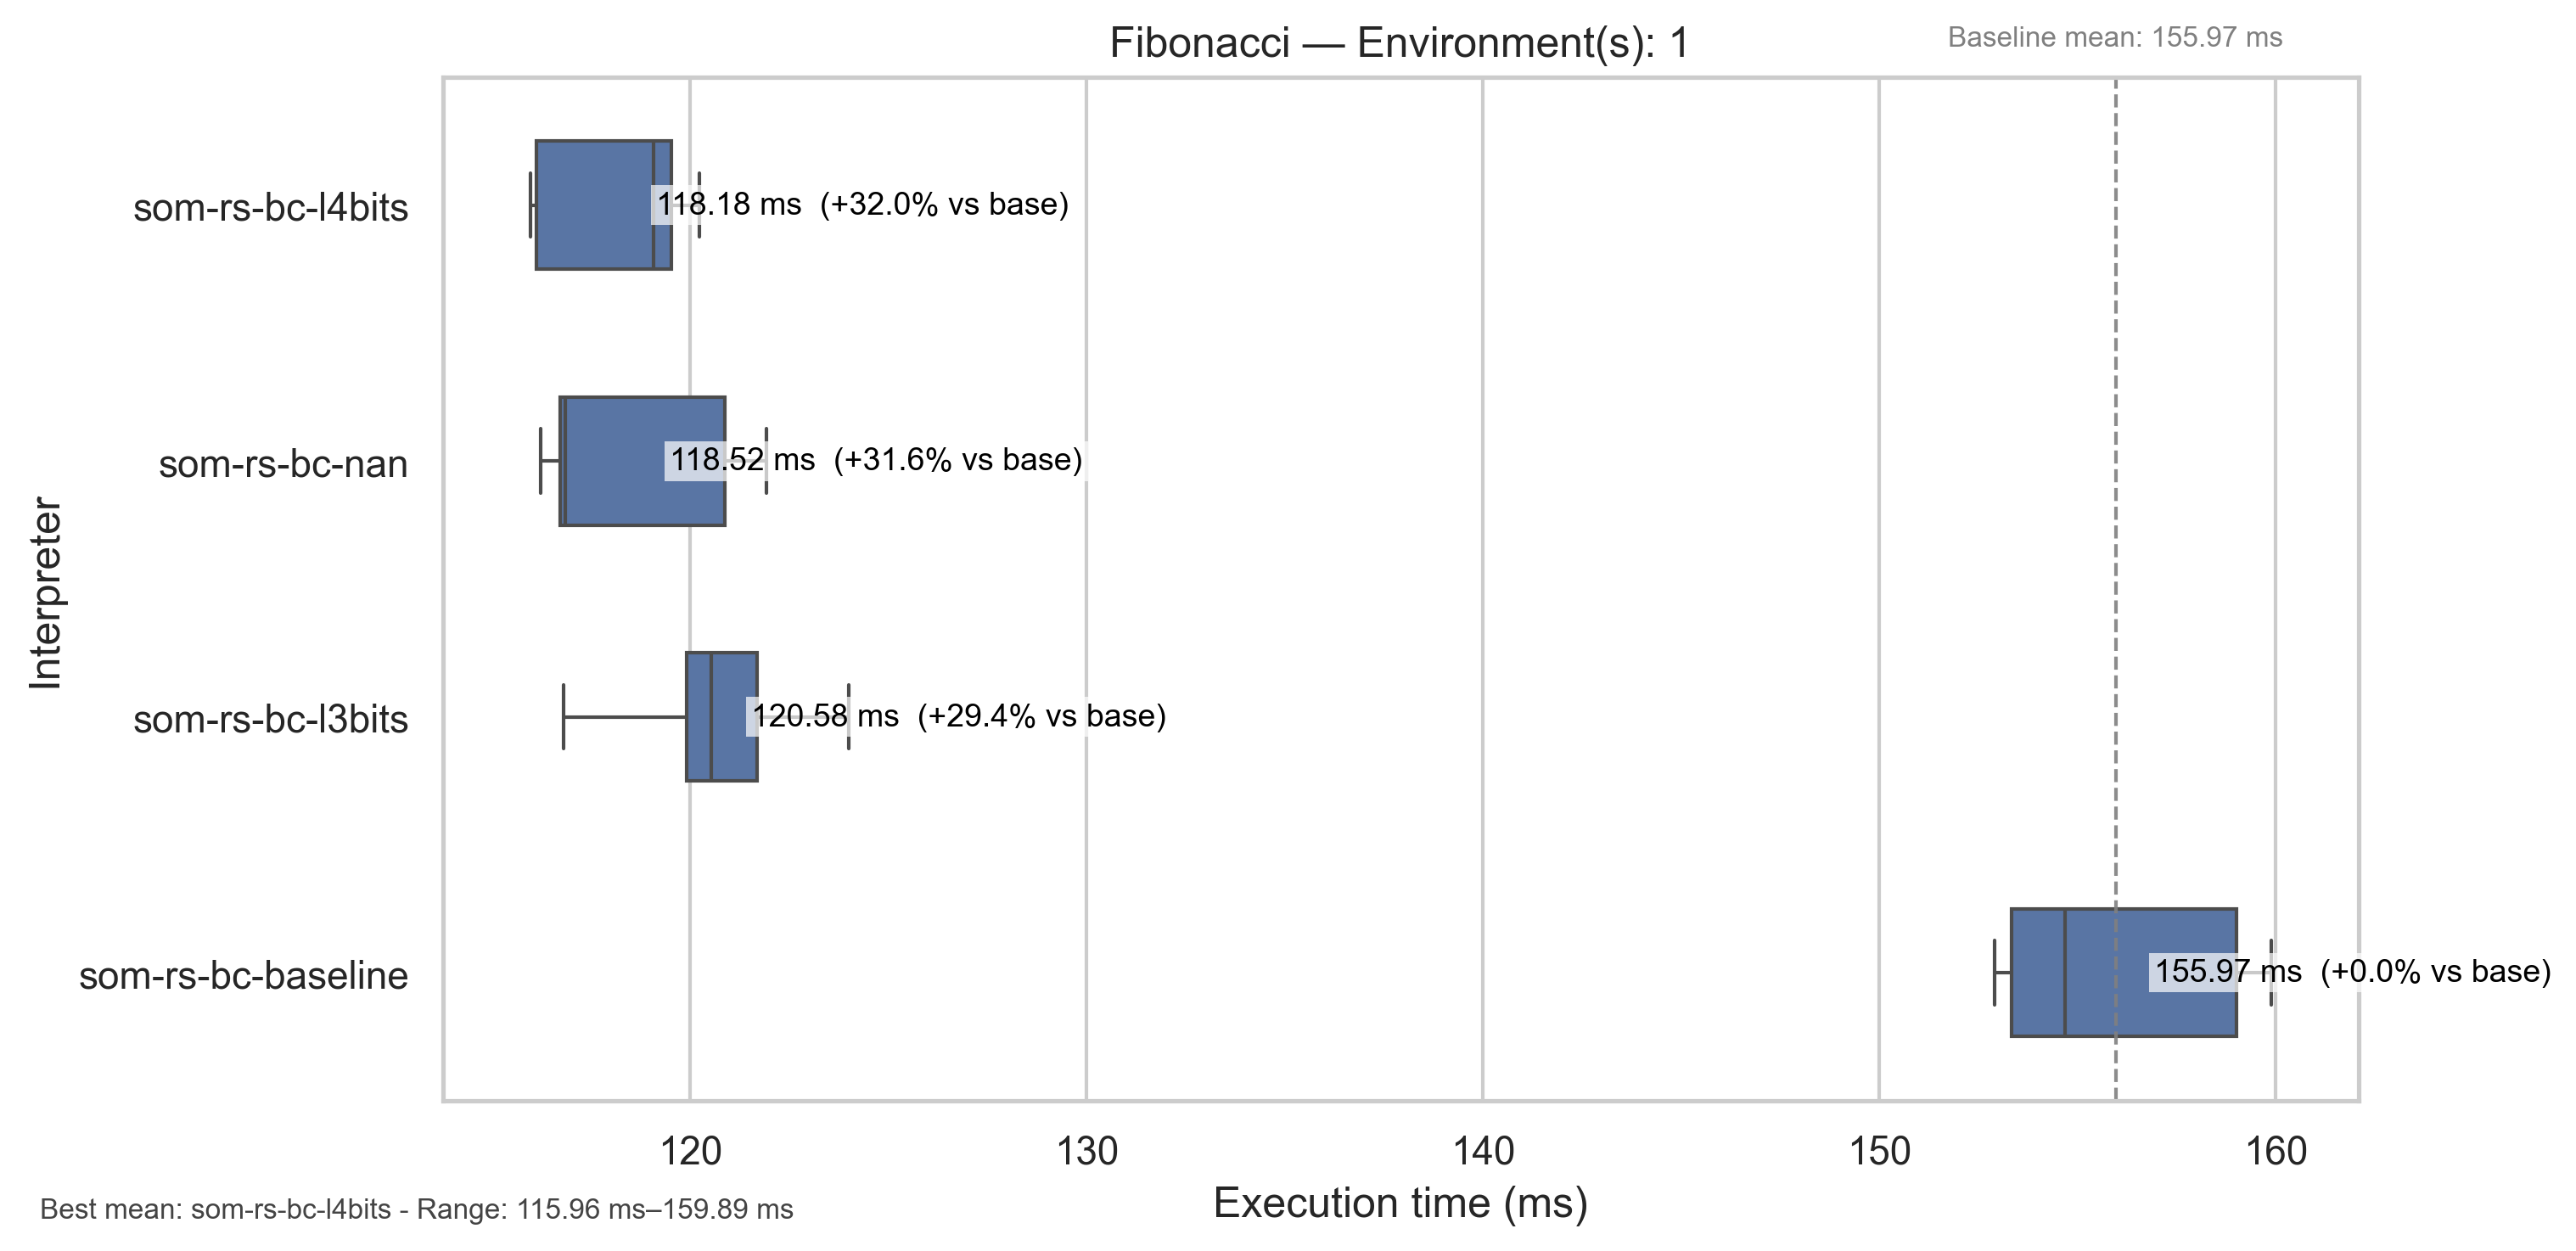 Fibonacci — Environment(s): 1
Baseline mean: 155.97 ms
Interpreter
som-rs-bc-l4bits
118.18 ms (+32.0% vs base)
som-rs-bc-nan
118.52 ms (+31.6% vs base)
som-rs-bc-l3bits
120.58 ms (+29.4% vs base)
som-rs-bc-baseline
155.97 ms (+0.0% vs base)
120 130 140 150 160
Execution time (ms)
Best mean: som-rs-bc-l4bits - Range: 115.96 ms–159.89 ms